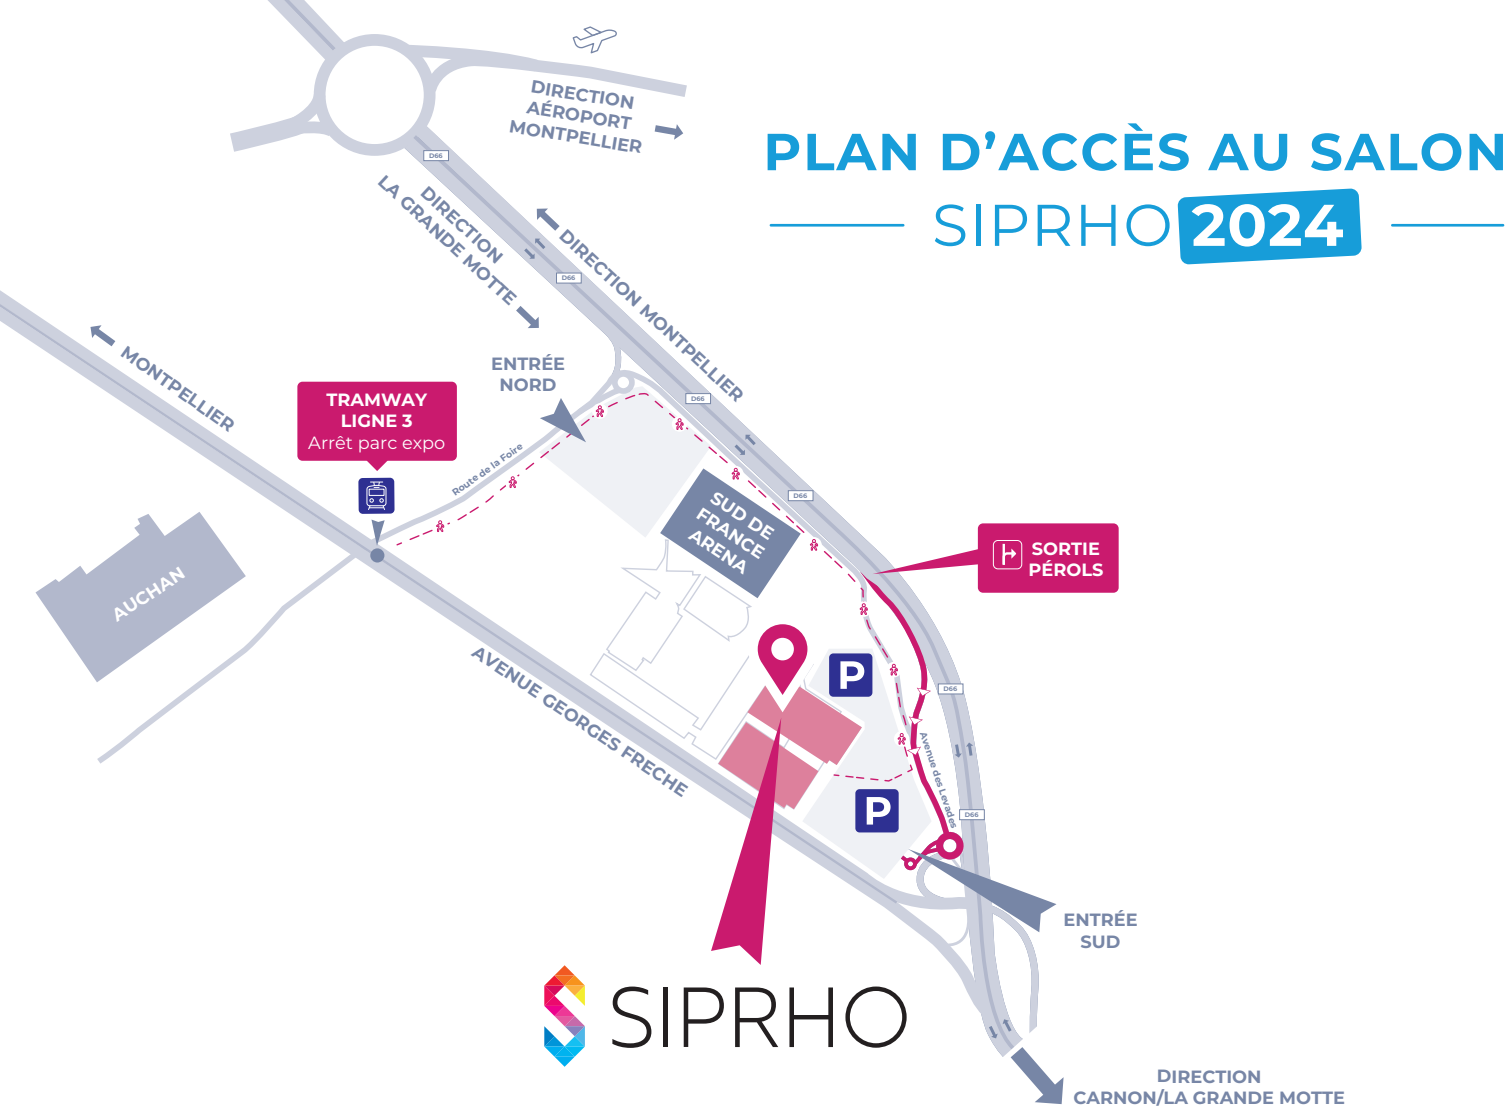 PLAN D'ACCÈS AU SALON
SIPRHO 2024
DIRECTION
AÉROPORT
MONTPELLIER
D66
DIRECTION
LA GRANDE MOTTE
DIRECTION MONTPELLIER
D66
MONTPELLIER
ENTRÉE
NORD
TRAMWAY
LIGNE 3
Arrêt parc expo
D66
Route de la Foire
D66
SUD DE
FRANCE
ARENA
SORTIE
PÉROLS
AUCHAN
AVENUE GEORGES FRECHE
P
D66
Avenue des Levades
P
D66
ENTRÉE
SUD
SIPRHO
DIRECTION
CARNON/LA GRANDE MOTTE